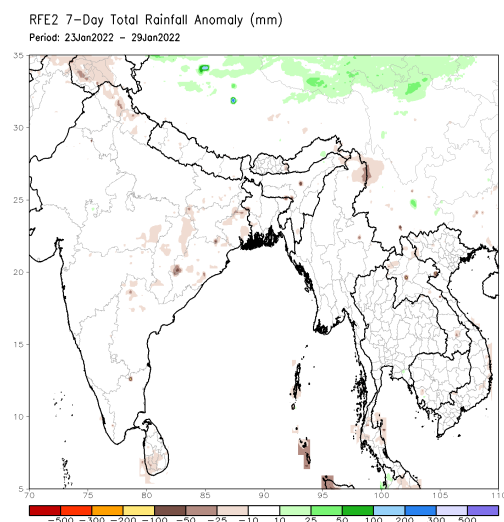 RFE2 7-Day Total Rainfall Anomaly (mm)
Period: 23Jan2022 - 29Jan2022
35
30
25
20
15
10
5
70 75 80 85 90 95 100 105 110
-500 -300 -200 -100 -50 -25 -10 10 25 50 100 200 300 500